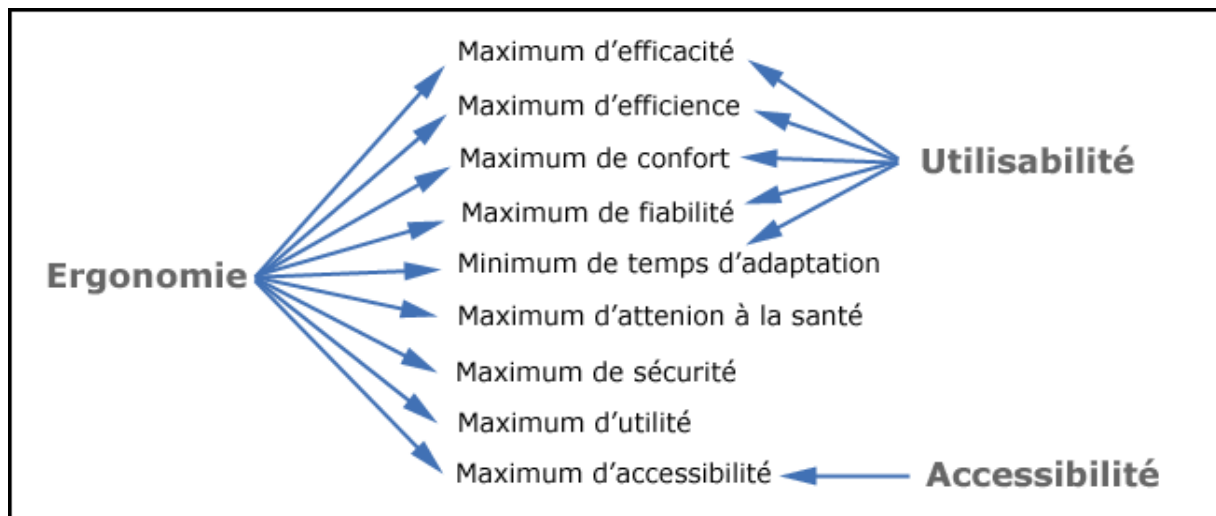 Maximum d’efficacité
Maximum d’efficience
Maximum de confort
Utilisabilité
Maximum de fiabilité
Ergonomie
Minimum de temps d’adaptation
Maximum d’attenion à la santé
Maximum de sécurité
Maximum d’utilité
Maximum d’accessibilité
Accessibilité